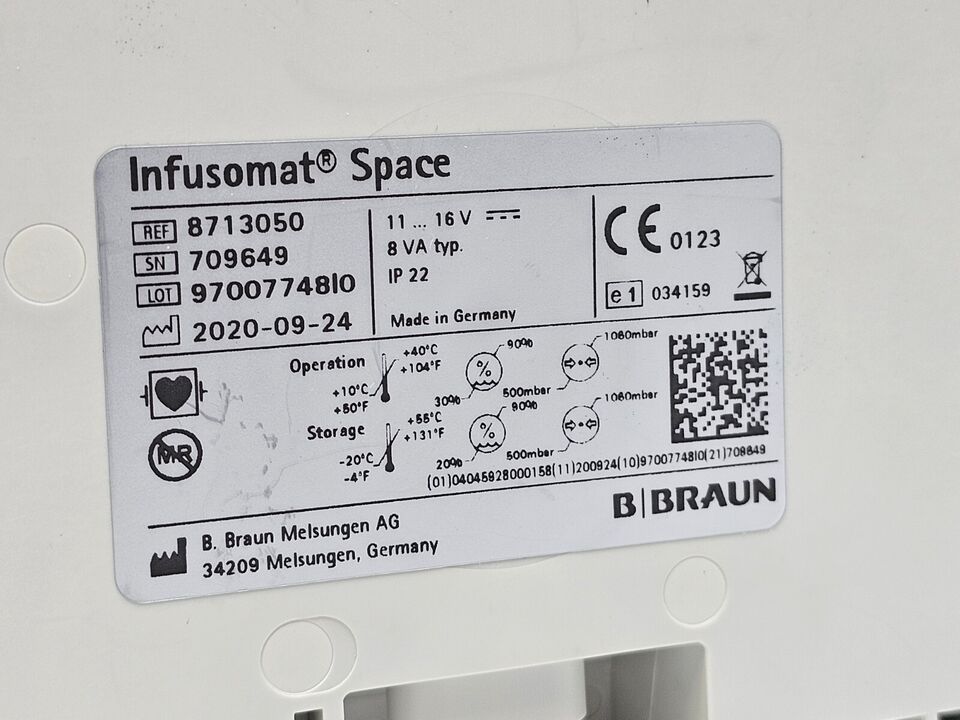 Infusomat® Space
REF 8713050
SN 709649
LOT 97007748I0
2020-09-24
11 ... 16 V
8 VA typ.
IP 22
Made in Germany
CE 0123
e 1 034159
Operation
+10°C
+50°F
+40°C
+104°F
30%
90%
500mbar
1060mbar
Storage
-20°C
-4°F
+55°C
+131°F
20%
90%
500mbar
1060mbar
MR
(01)04045928000158(11)200924(10)97007748I0(21)709649
B. Braun Melsungen AG
34209 Melsungen, Germany
B|BRAUN